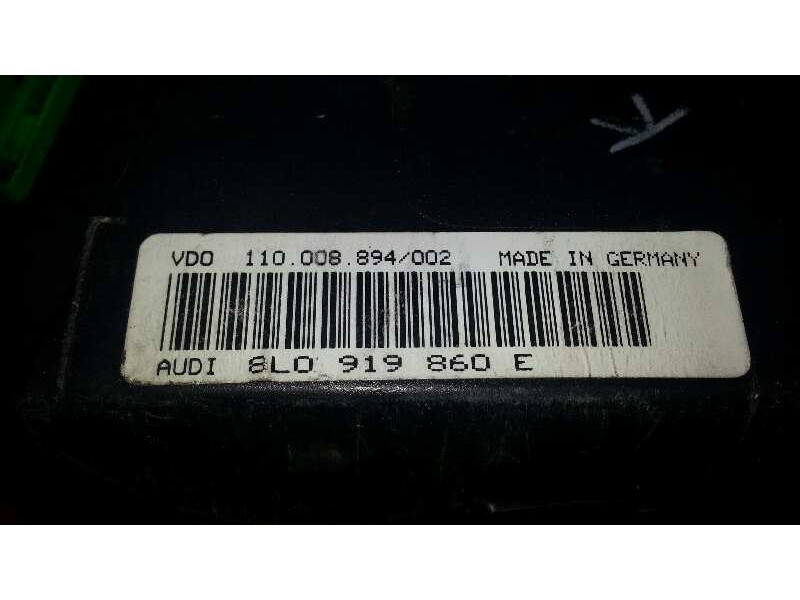 VDO 110.008.894/002 MADE IN GERMANY
AUDI 8L0 919 860 E